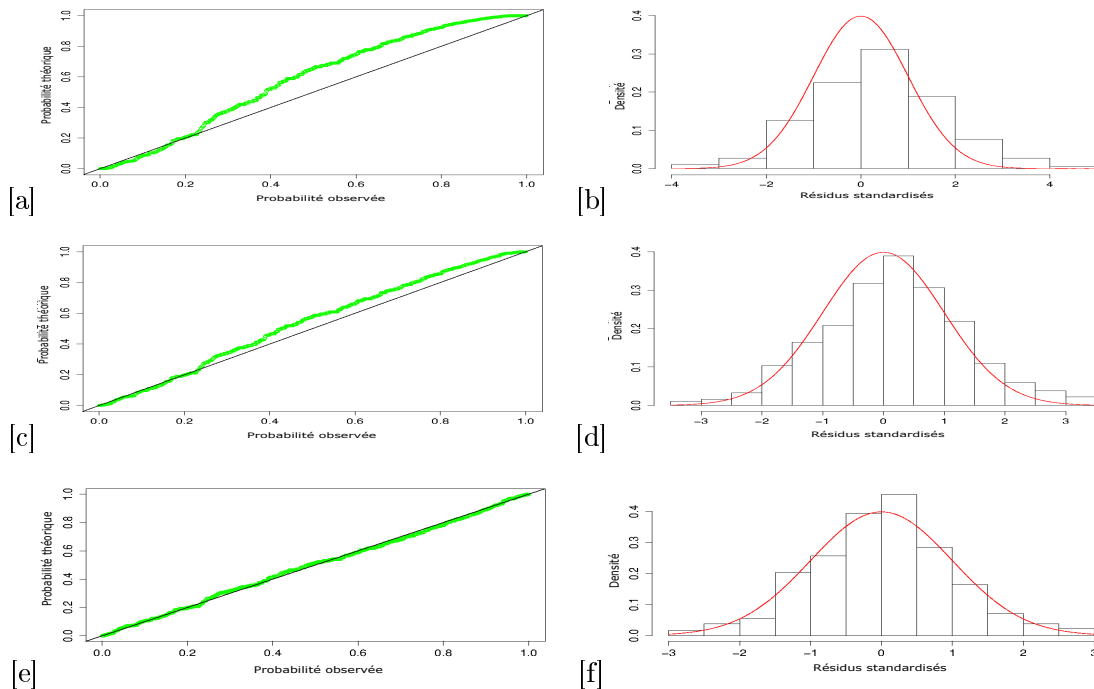 Probabilité théorique
1.0
0.8
0.6
0.4
0.2
0.0
0.0 0.2 0.4 0.6 0.8 1.0
Probabilité observée
[a]
Densité
0.4
0.3
0.2
0.1
0.0
−4 −2 0 2 4
Résidus standardisés
[b]
Probabilité théorique
1.0
0.8
0.6
0.4
0.2
0.0
0.0 0.2 0.4 0.6 0.8 1.0
Probabilité observée
[c]
Densité
0.4
0.3
0.2
0.1
0.0
−3 −2 −1 0 1 2 3
Résidus standardisés
[d]
Probabilité théorique
1.0
0.8
0.6
0.4
0.2
0.0
0.0 0.2 0.4 0.6 0.8 1.0
Probabilité observée
[e]
Densité
0.4
0.3
0.2
0.1
0.0
−3 −2 −1 0 1 2 3
Résidus standardisés
[f]